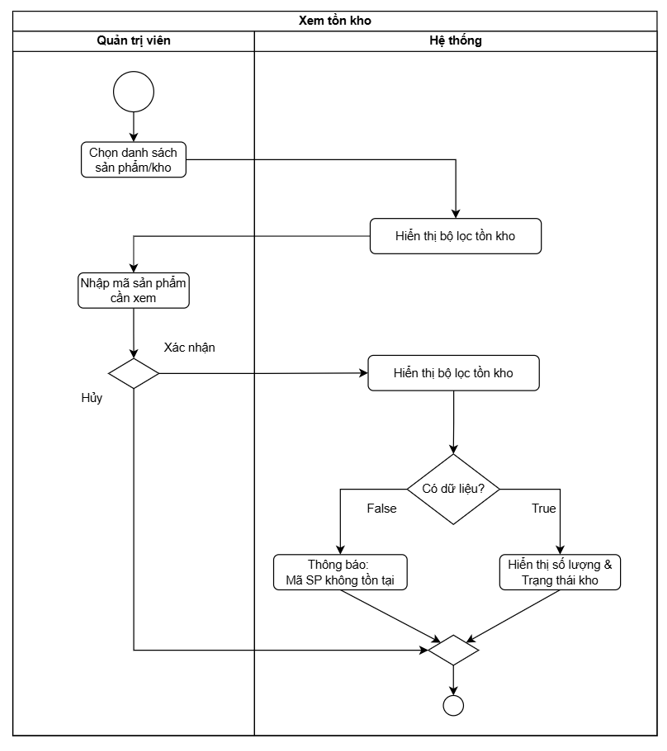 Xem tồn kho
Quản trị viên
Hệ thống
Chọn danh sách
sản phẩm/kho
Hiển thị bộ lọc tồn kho
Nhập mã sản phẩm
cần xem
Xác nhận
Hủy
Hiển thị bộ lọc tồn kho
Có dữ liệu?
False
True
Thông báo:
Mã SP không tồn tại
Hiển thị số lượng &
Trạng thái kho